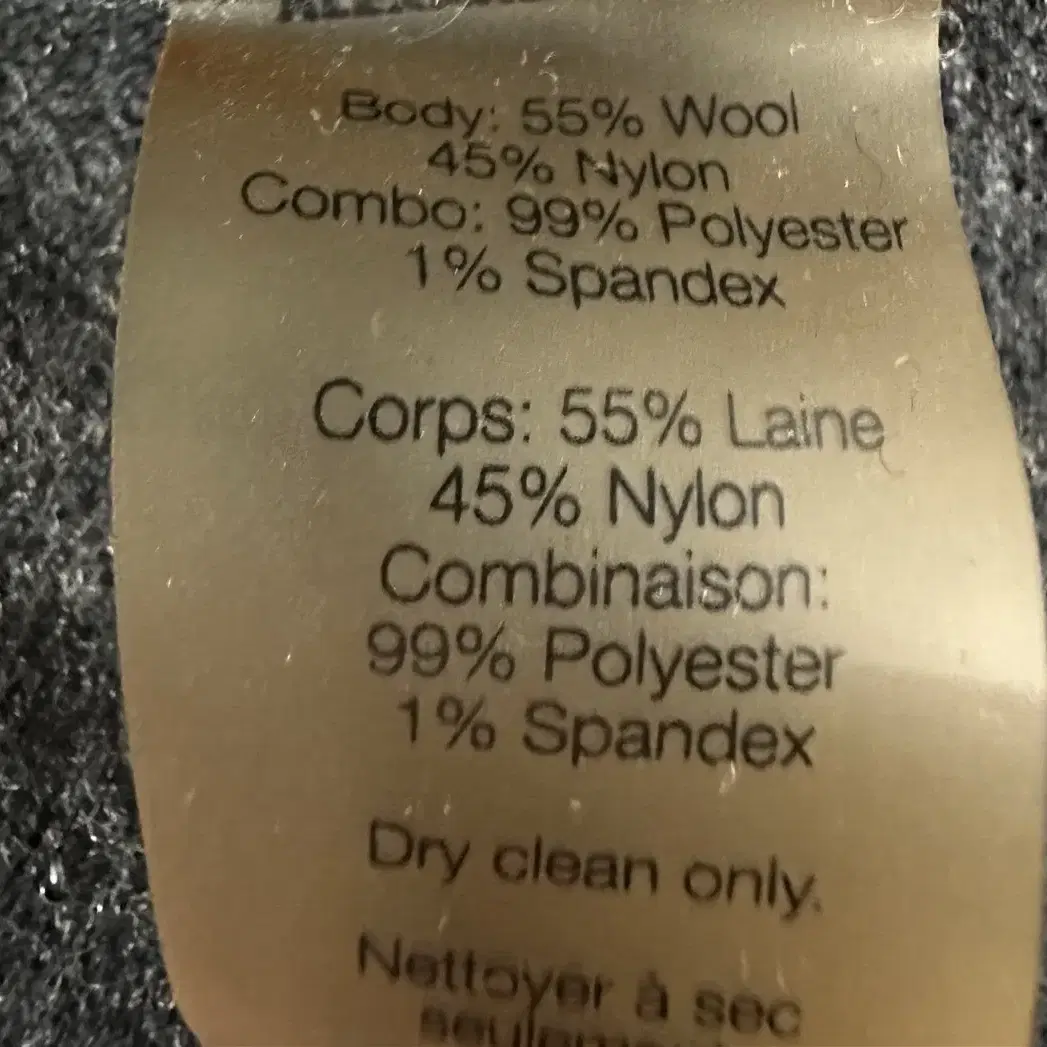 Body: 55% Wool
45% Nylon
Combo: 99% Polyester
1% Spandex
Corps: 55% Laine
45% Nylon
Combinaison:
99% Polyester
1% Spandex
Dry clean only.
Nettoyer à sec